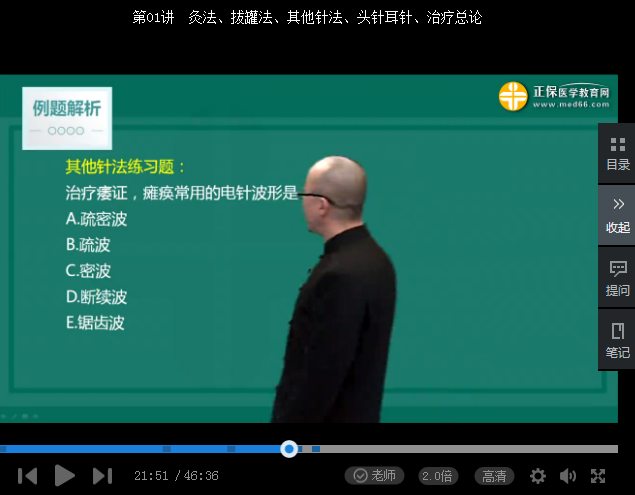 第01讲　灸法、拔罐法、其他针法、头针耳针、治疗总论
例题解析
正保医学教育网
www.med66.com
其他针法练习题：
治疗痿证，瘫痪常用的电针波形是
A.疏密波
B.疏波
C.密波
D.断续波
E.锯齿波
目录
收起
提问
笔记
21:51 / 46:36
老师
2.0倍
高清